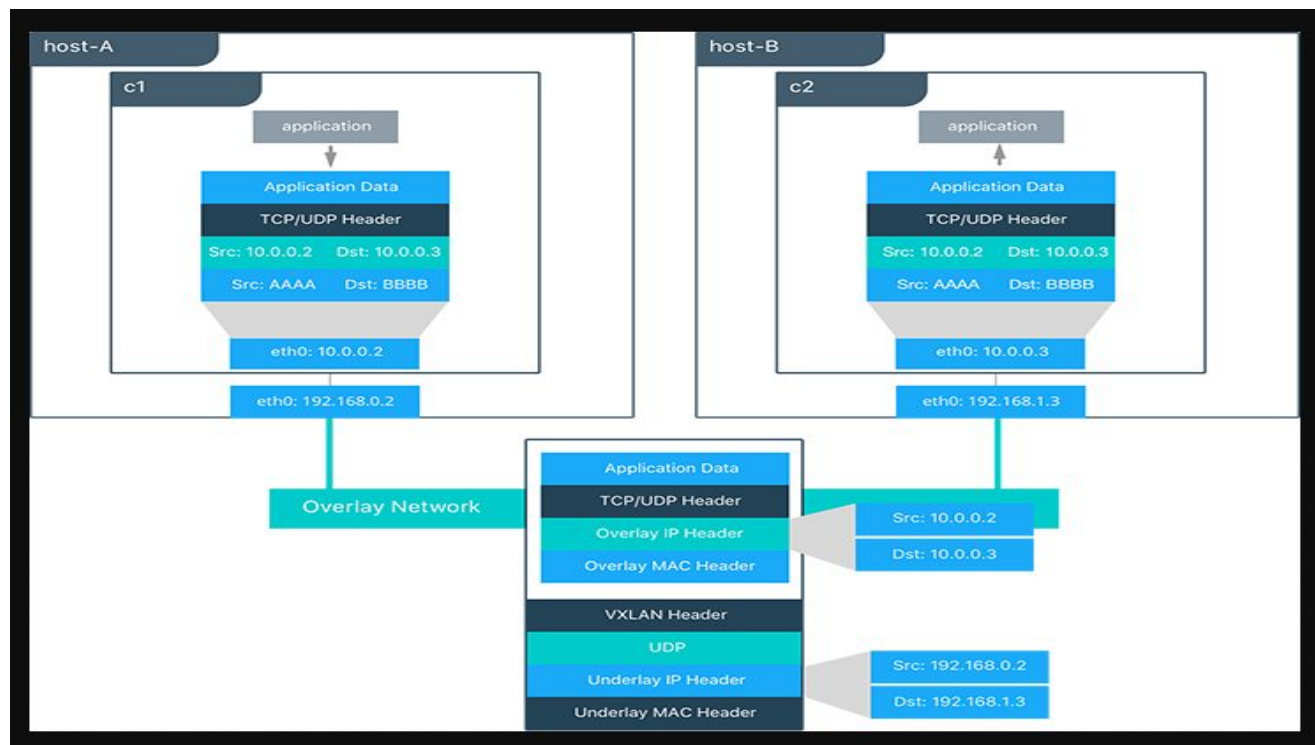 host-A
c1
application
Application Data
TCP/UDP Header
Src: 10.0.0.2 Dst: 10.0.0.3
Src: AAAA Dst: BBBB
eth0: 10.0.0.2
eth0: 192.168.0.2
host-B
c2
application
Application Data
TCP/UDP Header
Src: 10.0.0.2 Dst: 10.0.0.3
Src: AAAA Dst: BBBB
eth0: 10.0.0.3
eth0: 192.168.1.3
Overlay Network
Application Data
TCP/UDP Header
Overlay IP Header
Overlay MAC Header
Src: 10.0.0.2
Dst: 10.0.0.3
VXLAN Header
UDP
Underlay IP Header
Underlay MAC Header
Src: 192.168.0.2
Dst: 192.168.1.3